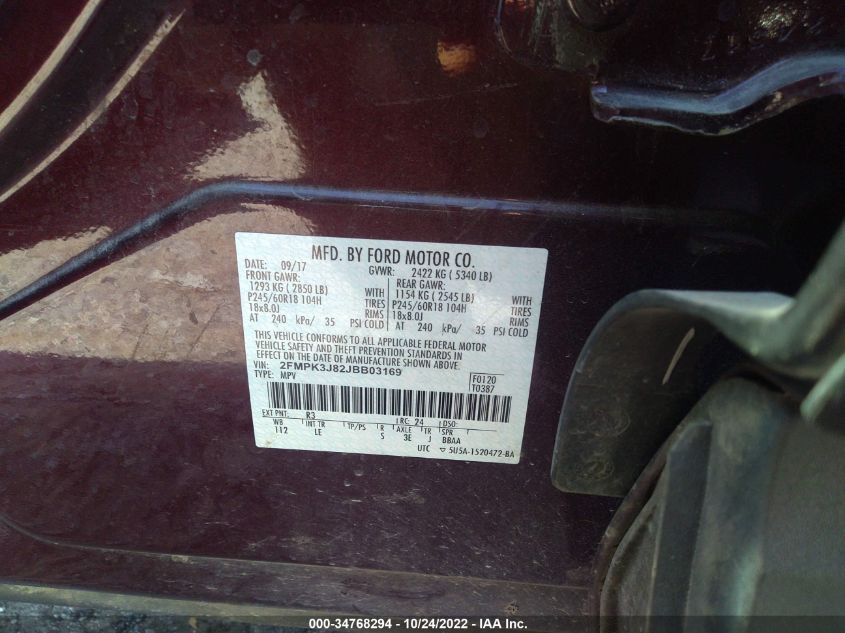 MFD. BY FORD MOTOR CO.
DATE: 09/17 GVWR: 2422 KG ( 5340 LB)
FRONT GAWR: REAR GAWR:
1293 KG ( 2850 LB) WITH 1154 KG ( 2545 LB) WITH
P245/60R18 104H TIRES P245/60R18 104H TIRES
18x8.0J RIMS 18x8.0J RIMS
AT 240 kPa/ 35 PSI COLD AT 240 kPa/ 35 PSI COLD
THIS VEHICLE CONFORMS TO ALL APPLICABLE FEDERAL MOTOR
VEHICLE SAFETY AND THEFT PREVENTION STANDARDS IN
EFFECT ON THE DATE OF MANUFACTURE SHOWN ABOVE.
VIN: 2FMPK3J82JBB03169
TYPE: MPV F0120
T0387
EXT PNT: R3 RC: 24 DSO:
WB INT TR TP/PS R AXLE TR SPR
112 LE S 3E J BBAA
UTC ▽ 5U5A-1520472-BA
000-34768294 - 10/24/2022 - IAA Inc.